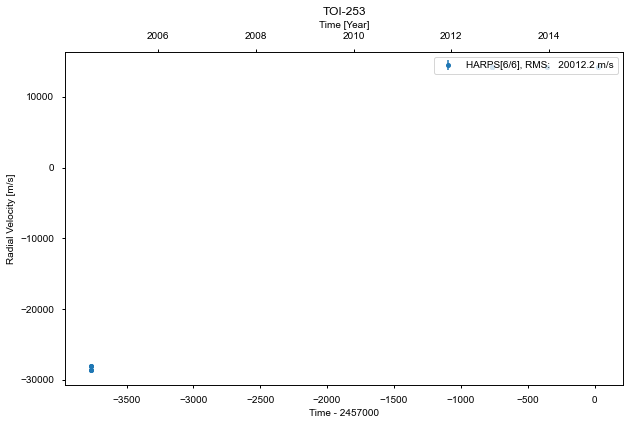 TOI-253
Time [Year]
2006 2008 2010 2012 2014
HARPS[6/6], RMS: 20012.2 m/s
10000
0
−10000
−20000
−30000
Radial Velocity [m/s]
−3500 −3000 −2500 −2000 −1500 −1000 −500 0
Time - 2457000